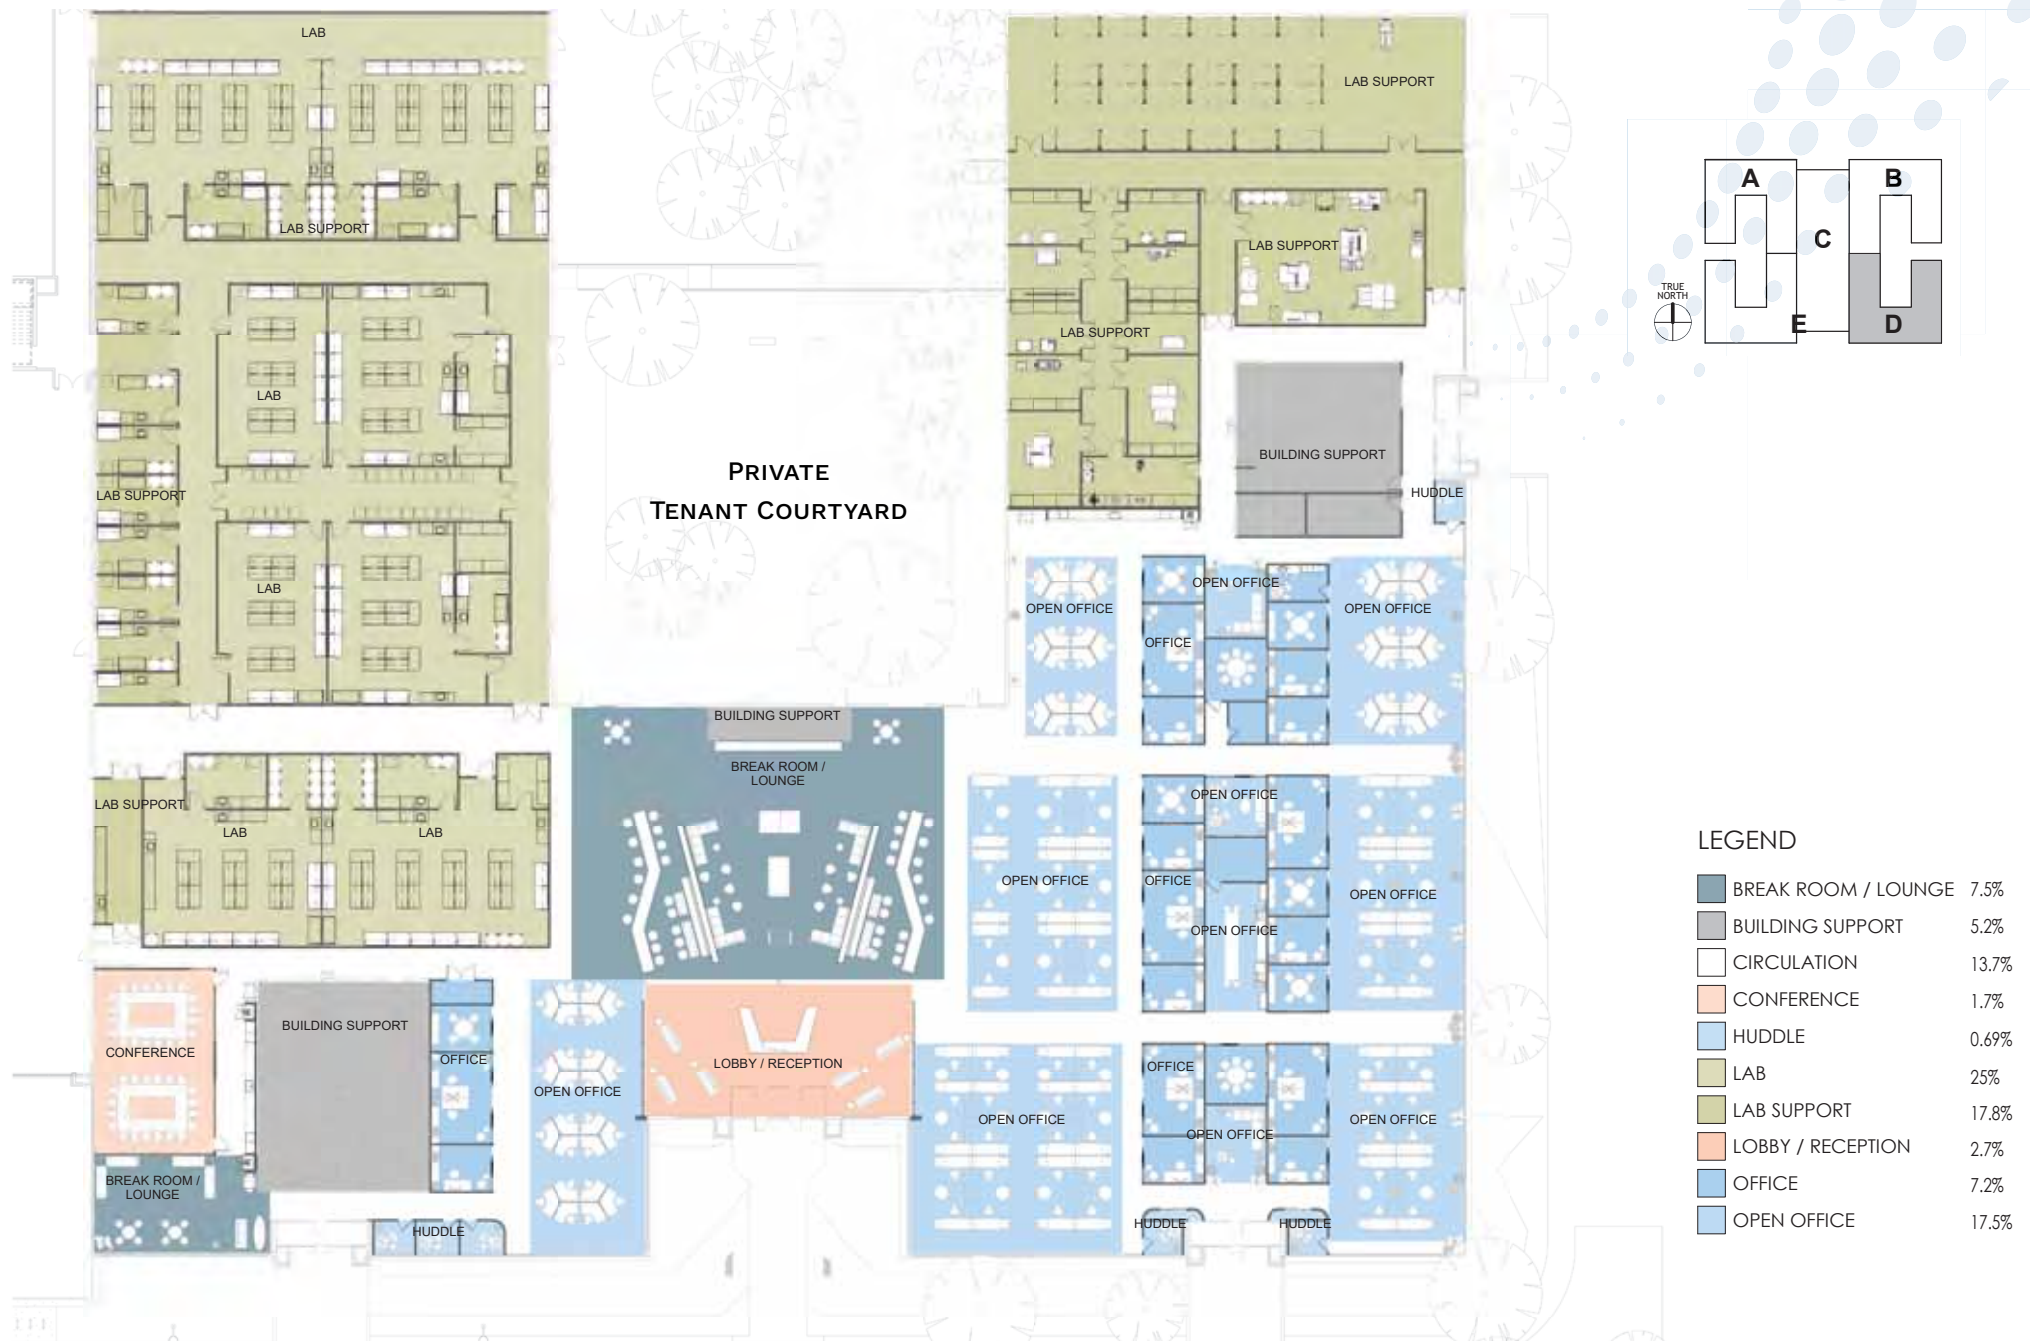 LAB
LAB SUPPORT
LAB SUPPORT
LAB SUPPORT
LAB SUPPORT
LAB
LAB SUPPORT
LAB
PRIVATE
TENANT COURTYARD
BUILDING SUPPORT
HUDDLE
OPEN OFFICE
OPEN OFFICE
OPEN OFFICE
OFFICE
BUILDING SUPPORT
BREAK ROOM /
LOUNGE
LAB SUPPORT
LAB
LAB
OPEN OFFICE
OPEN OFFICE
OFFICE
OPEN OFFICE
OPEN OFFICE
CONFERENCE
BUILDING SUPPORT
OFFICE
OPEN OFFICE
LOBBY / RECEPTION
OPEN OFFICE
OFFICE
OPEN OFFICE
OPEN OFFICE
BREAK ROOM /
LOUNGE
HUDDLE
HUDDLE
HUDDLE
A
B
C
D
E
TRUE
NORTH
LEGEND
BREAK ROOM / LOUNGE 7.5%
BUILDING SUPPORT 5.2%
CIRCULATION 13.7%
CONFERENCE 1.7%
HUDDLE 0.69%
LAB 25%
LAB SUPPORT 17.8%
LOBBY / RECEPTION 2.7%
OFFICE 7.2%
OPEN OFFICE 17.5%